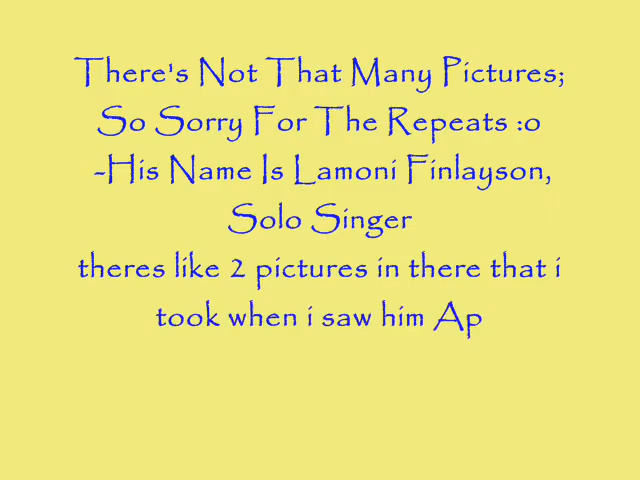 There's Not That Many Pictures;
So Sorry For The Repeats :o
-His Name Is Lamoni Finlayson,
Solo Singer
theres like 2 pictures in there that i
took when i saw him Ap